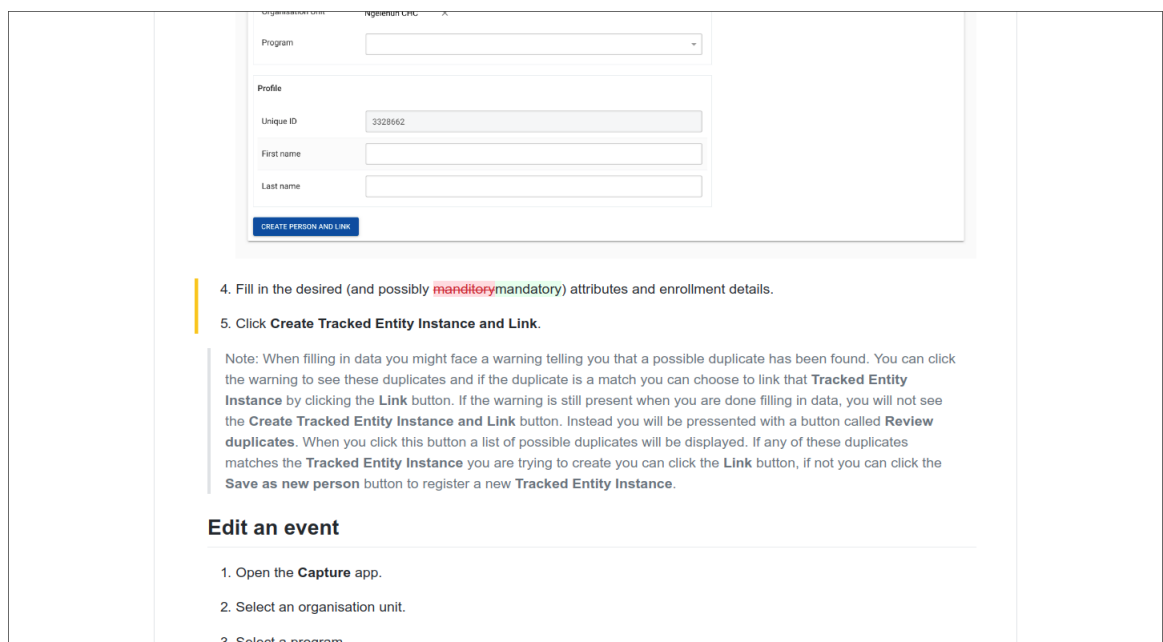 Organisation Unit Ngelehun CHC ×
Program
Profile
Unique ID 3328662
First name
Last name
CREATE PERSON AND LINK
4. Fill in the desired (and possibly manditorymandatory) attributes and enrollment details.
5. Click Create Tracked Entity Instance and Link.
Note: When filling in data you might face a warning telling you that a possible duplicate has been found. You can click
the warning to see these duplicates and if the duplicate is a match you can choose to link that Tracked Entity
Instance by clicking the Link button. If the warning is still present when you are done filling in data, you will not see
the Create Tracked Entity Instance and Link button. Instead you will be pressented with a button called Review
duplicates. When you click this button a list of possible duplicates will be displayed. If any of these duplicates
matches the Tracked Entity Instance you are trying to create you can click the Link button, if not you can click the
Save as new person button to register a new Tracked Entity Instance.
Edit an event
1. Open the Capture app.
2. Select an organisation unit.
3. Select a program.